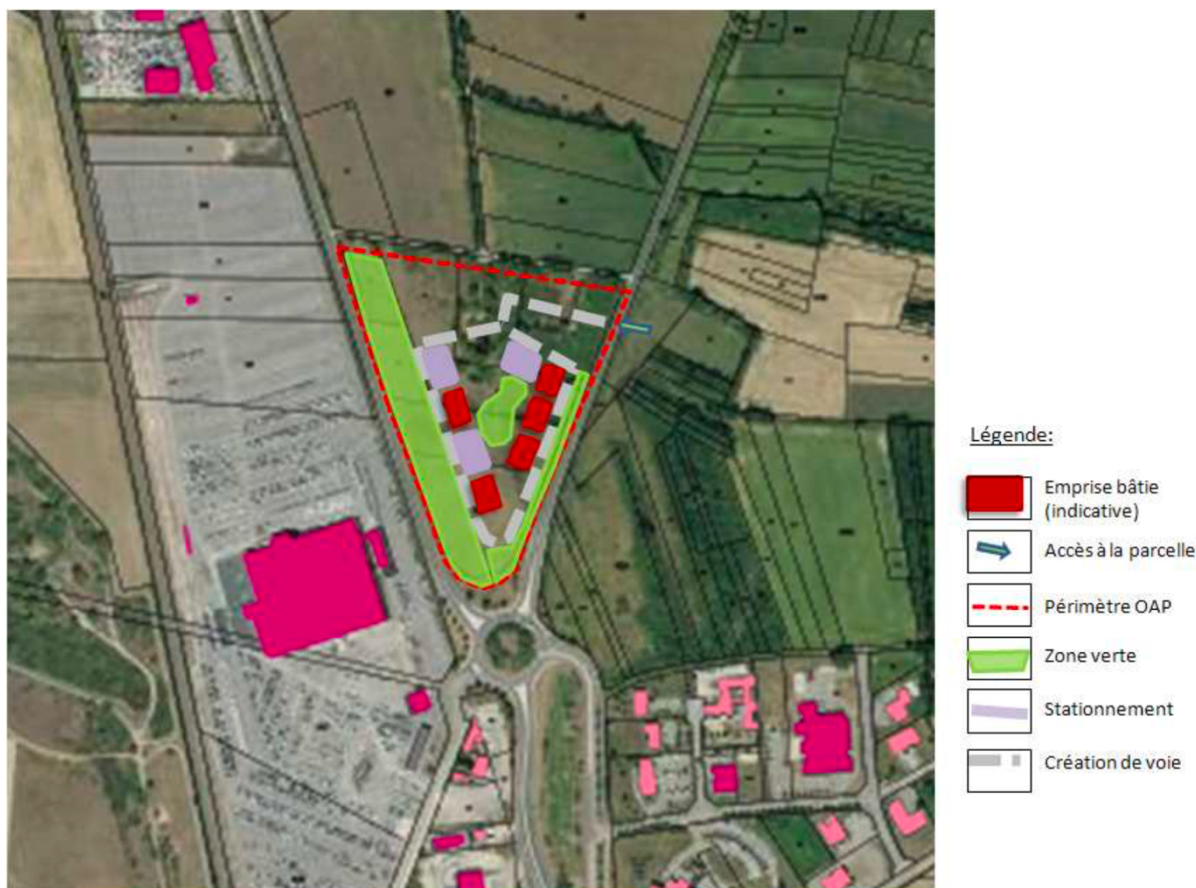 Légende:
Emprise bâtie
(indicative)
Accès à la parcelle
Périmètre OAP
Zone verte
Stationnement
Création de voie